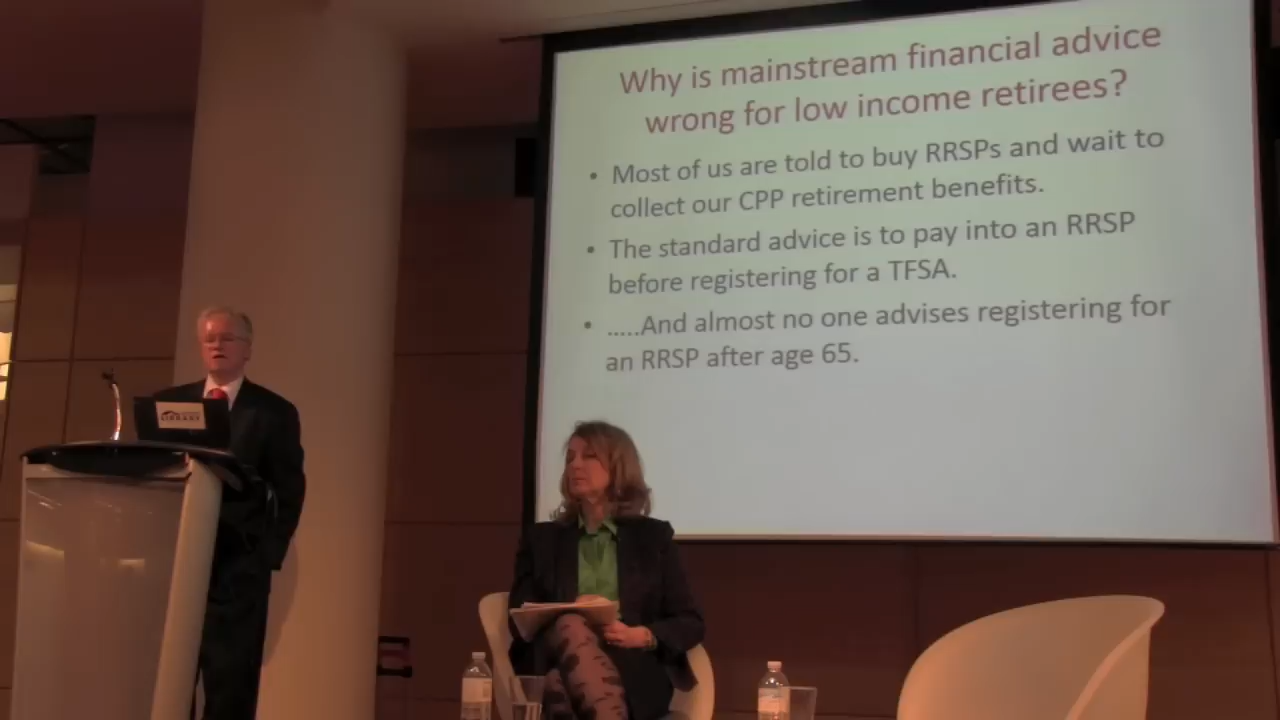 Why is mainstream financial advice
wrong for low income retirees?
• Most of us are told to buy RRSPs and wait to
collect our CPP retirement benefits.
• The standard advice is to pay into an RRSP
before registering for a TFSA.
• .....And almost no one advises registering for
an RRSP after age 65.
LIBRARY